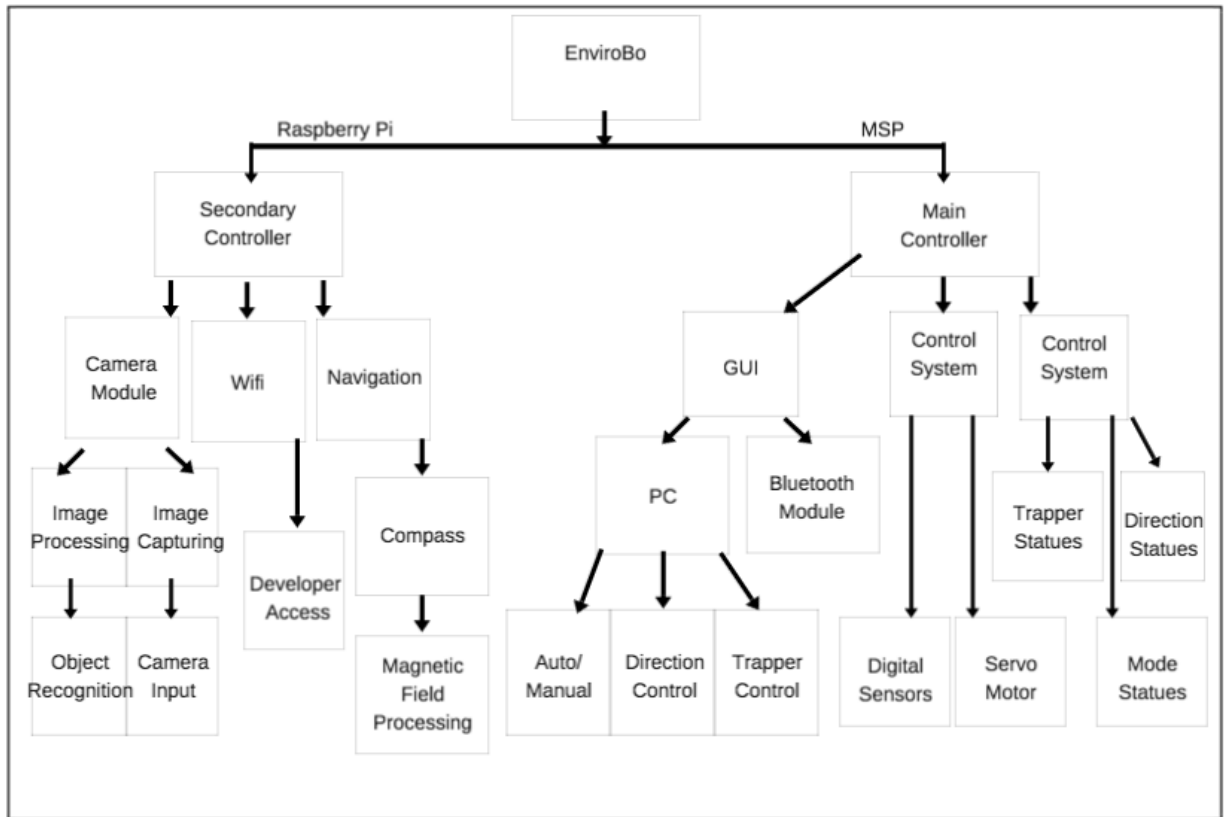 EnviroBo
Raspberry Pi
MSP
Secondary
Controller
Main
Controller
Camera
Module
Wifi
Navigation
GUI
Control
System
Control
System
Image
Processing
Image
Capturing
Developer
Access
Compass
PC
Bluetooth
Module
Trapper
Statues
Direction
Statues
Object
Recognition
Camera
Input
Magnetic
Field
Processing
Auto/
Manual
Direction
Control
Trapper
Control
Digital
Sensors
Servo
Motor
Mode
Statues